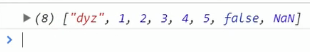 ▶(8) ["dyz", 1, 2, 3, 4, 5, false, NaN]
>